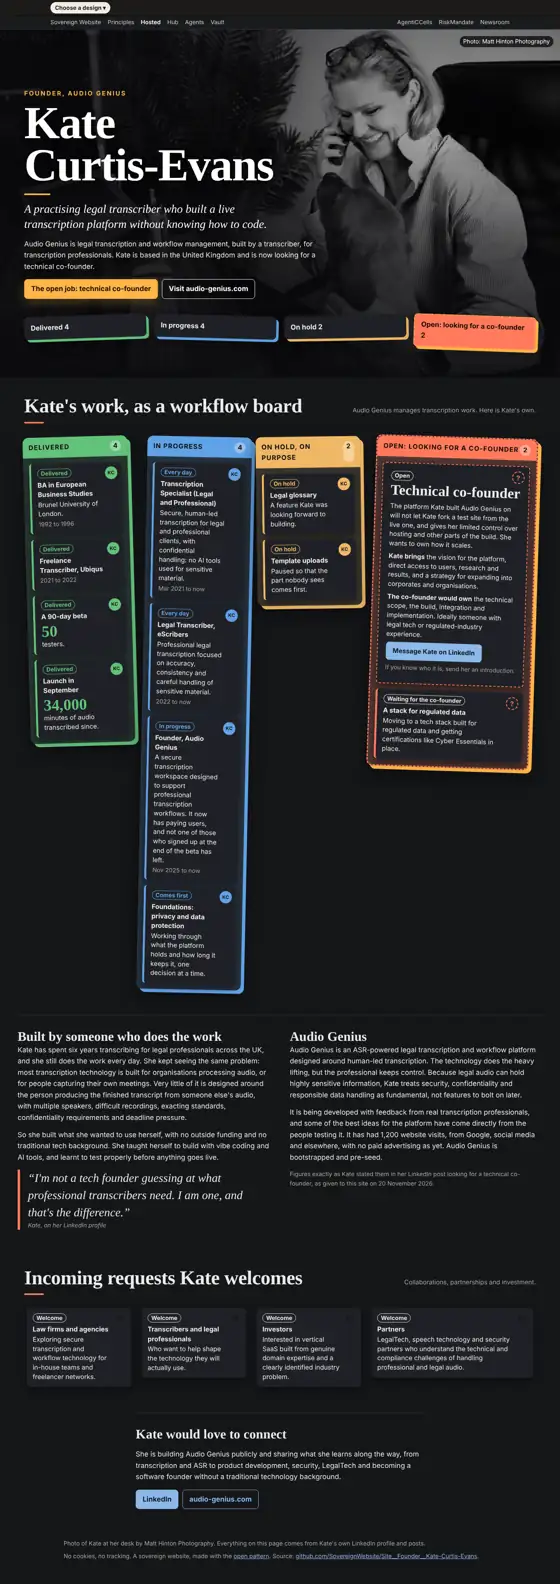 Choose a design ▾
Sovereign Website Principles Hosted Hub Agents Vault AgentICCells RiskMandate Newsroom
Photo: Matt Hinton Photography
FOUNDER, AUDIO GENIUS
Kate
Curtis-Evans
A practising legal transcriber who built a live
transcription platform without knowing how to code.
Audio Genius is legal transcription and workflow management, built by a transcriber, for
transcription professionals. Kate is based in the United Kingdom and is now looking for a
technical co-founder.
The open job: technical co-founder
Visit audio-genius.com
Delivered 4
In progress 4
On hold 2
Open: looking for a co-founder
2
Kate's work, as a workflow board
Audio Genius manages transcription work. Here is Kate's own.
DELIVERED 4
Delivered KC
BA in European
Business Studies
Brunel University of
London.
1992 to 1996
Delivered KC
Freelance
Transcriber, Ubiqus
2021 to 2022
Delivered KC
A 90-day beta
50
testers.
Delivered KC
Launch in
September
34,000
minutes of audio
transcribed since.
IN PROGRESS 4
Every day KC
Transcription
Specialist (Legal
and Professional)
Secure, human-led
transcription for legal
and professional
clients, with
confidential
handling: no AI tools
used for sensitive
material.
Mar 2021 to now
Every day KC
Legal Transcriber,
eScribers
Professional legal
transcription focused
on accuracy,
consistency and
careful handling of
sensitive material.
2022 to now
In progress KC
Founder, Audio
Genius
A secure
transcription
workspace designed
to support
professional
transcription
workflows. It now
has paying users,
and not one of those
who signed up at the
end of the beta has
left.
Nov 2025 to now
Comes first KC
Foundations:
privacy and data
protection
Working through
what the platform
holds and how long it
keeps it, one
decision at a time.
ON HOLD, ON
PURPOSE 2
On hold KC
Legal glossary
A feature Kate was
looking forward to
building.
On hold KC
Template uploads
Paused so that the
part nobody sees
comes first.
OPEN: LOOKING FOR A CO-FOUNDER 2
Open ?
Technical co-founder
The platform Kate built Audio Genius on
will not let Kate fork a test site from the
live one, and gives her limited control over
hosting and other parts of the build. She
wants to own how it scales.
Kate brings the vision for the platform,
direct access to users, research and
results, and a strategy for expanding into
corporates and organisations.
The co-founder would own the technical
scope, the build, integration and
implementation. Ideally someone with
legal tech or regulated-industry
experience.
Message Kate on LinkedIn
If you know who it is, send her an introduction.
Waiting for the co-founder ?
A stack for regulated data
Moving to a tech stack built for
regulated data and getting
certifications like Cyber Essentials in
place.
Built by someone who does the work
Kate has spent six years transcribing for legal professionals across the UK,
and she still does the work every day. She kept seeing the same problem:
most transcription technology is built for organisations processing audio, or
for people capturing their own meetings. Very little of it is designed around
the person producing the finished transcript from someone else's audio,
with multiple speakers, difficult recordings, exacting standards,
confidentiality requirements and deadline pressure.
So she built what she wanted to use herself, with no outside funding and no
traditional tech background. She taught herself to build with vibe coding and
AI tools, and learnt to test properly before anything goes live.
“I'm not a tech founder guessing at what
professional transcribers need. I am one, and
that's the difference.”
Kate, on her LinkedIn profile
Audio Genius
Audio Genius is an ASR-powered legal transcription and workflow platform
designed around human-led transcription. The technology does the heavy
lifting, but the professional keeps control. Because legal audio can hold
highly sensitive information, Kate treats security, confidentiality and
responsible data handling as fundamental, not features to bolt on later.
It is being developed with feedback from real transcription professionals,
and some of the best ideas for the platform have come directly from the
people testing it. It has had 1,200 website visits, from Google, social media
and elsewhere, with no paid advertising as yet. Audio Genius is
bootstrapped and pre-seed.
Figures exactly as Kate stated them in her LinkedIn post looking for a technical co-
founder, as given to this site on 20 November 2026.
Incoming requests Kate welcomes
Collaborations, partnerships and investment.
Welcome
Law firms and agencies
Exploring secure
transcription and
workflow technology for
in-house teams and
freelancer networks.
Welcome
Transcribers and legal
professionals
Who want to help shape
the technology they will
actually use.
Welcome
Investors
Interested in vertical
SaaS built from genuine
domain expertise and a
clearly identified industry
problem.
Welcome
Partners
LegalTech, speech technology and security
partners who understand the technical and
compliance challenges of handling
professional and legal audio.
Kate would love to connect
She is building Audio Genius publicly and sharing what she learns along the way, from
transcription and ASR to product development, security, LegalTech and becoming a
software founder without a traditional technology background.
LinkedIn
audio-genius.com
Photo of Kate at her desk by Matt Hinton Photography. Everything on this page comes from Kate's own LinkedIn profile and posts.
No cookies, no tracking. A sovereign website, made with the open pattern. Source: github.com/SovereignWebsite/Site__Founder__Kate-Curtis-Evans.